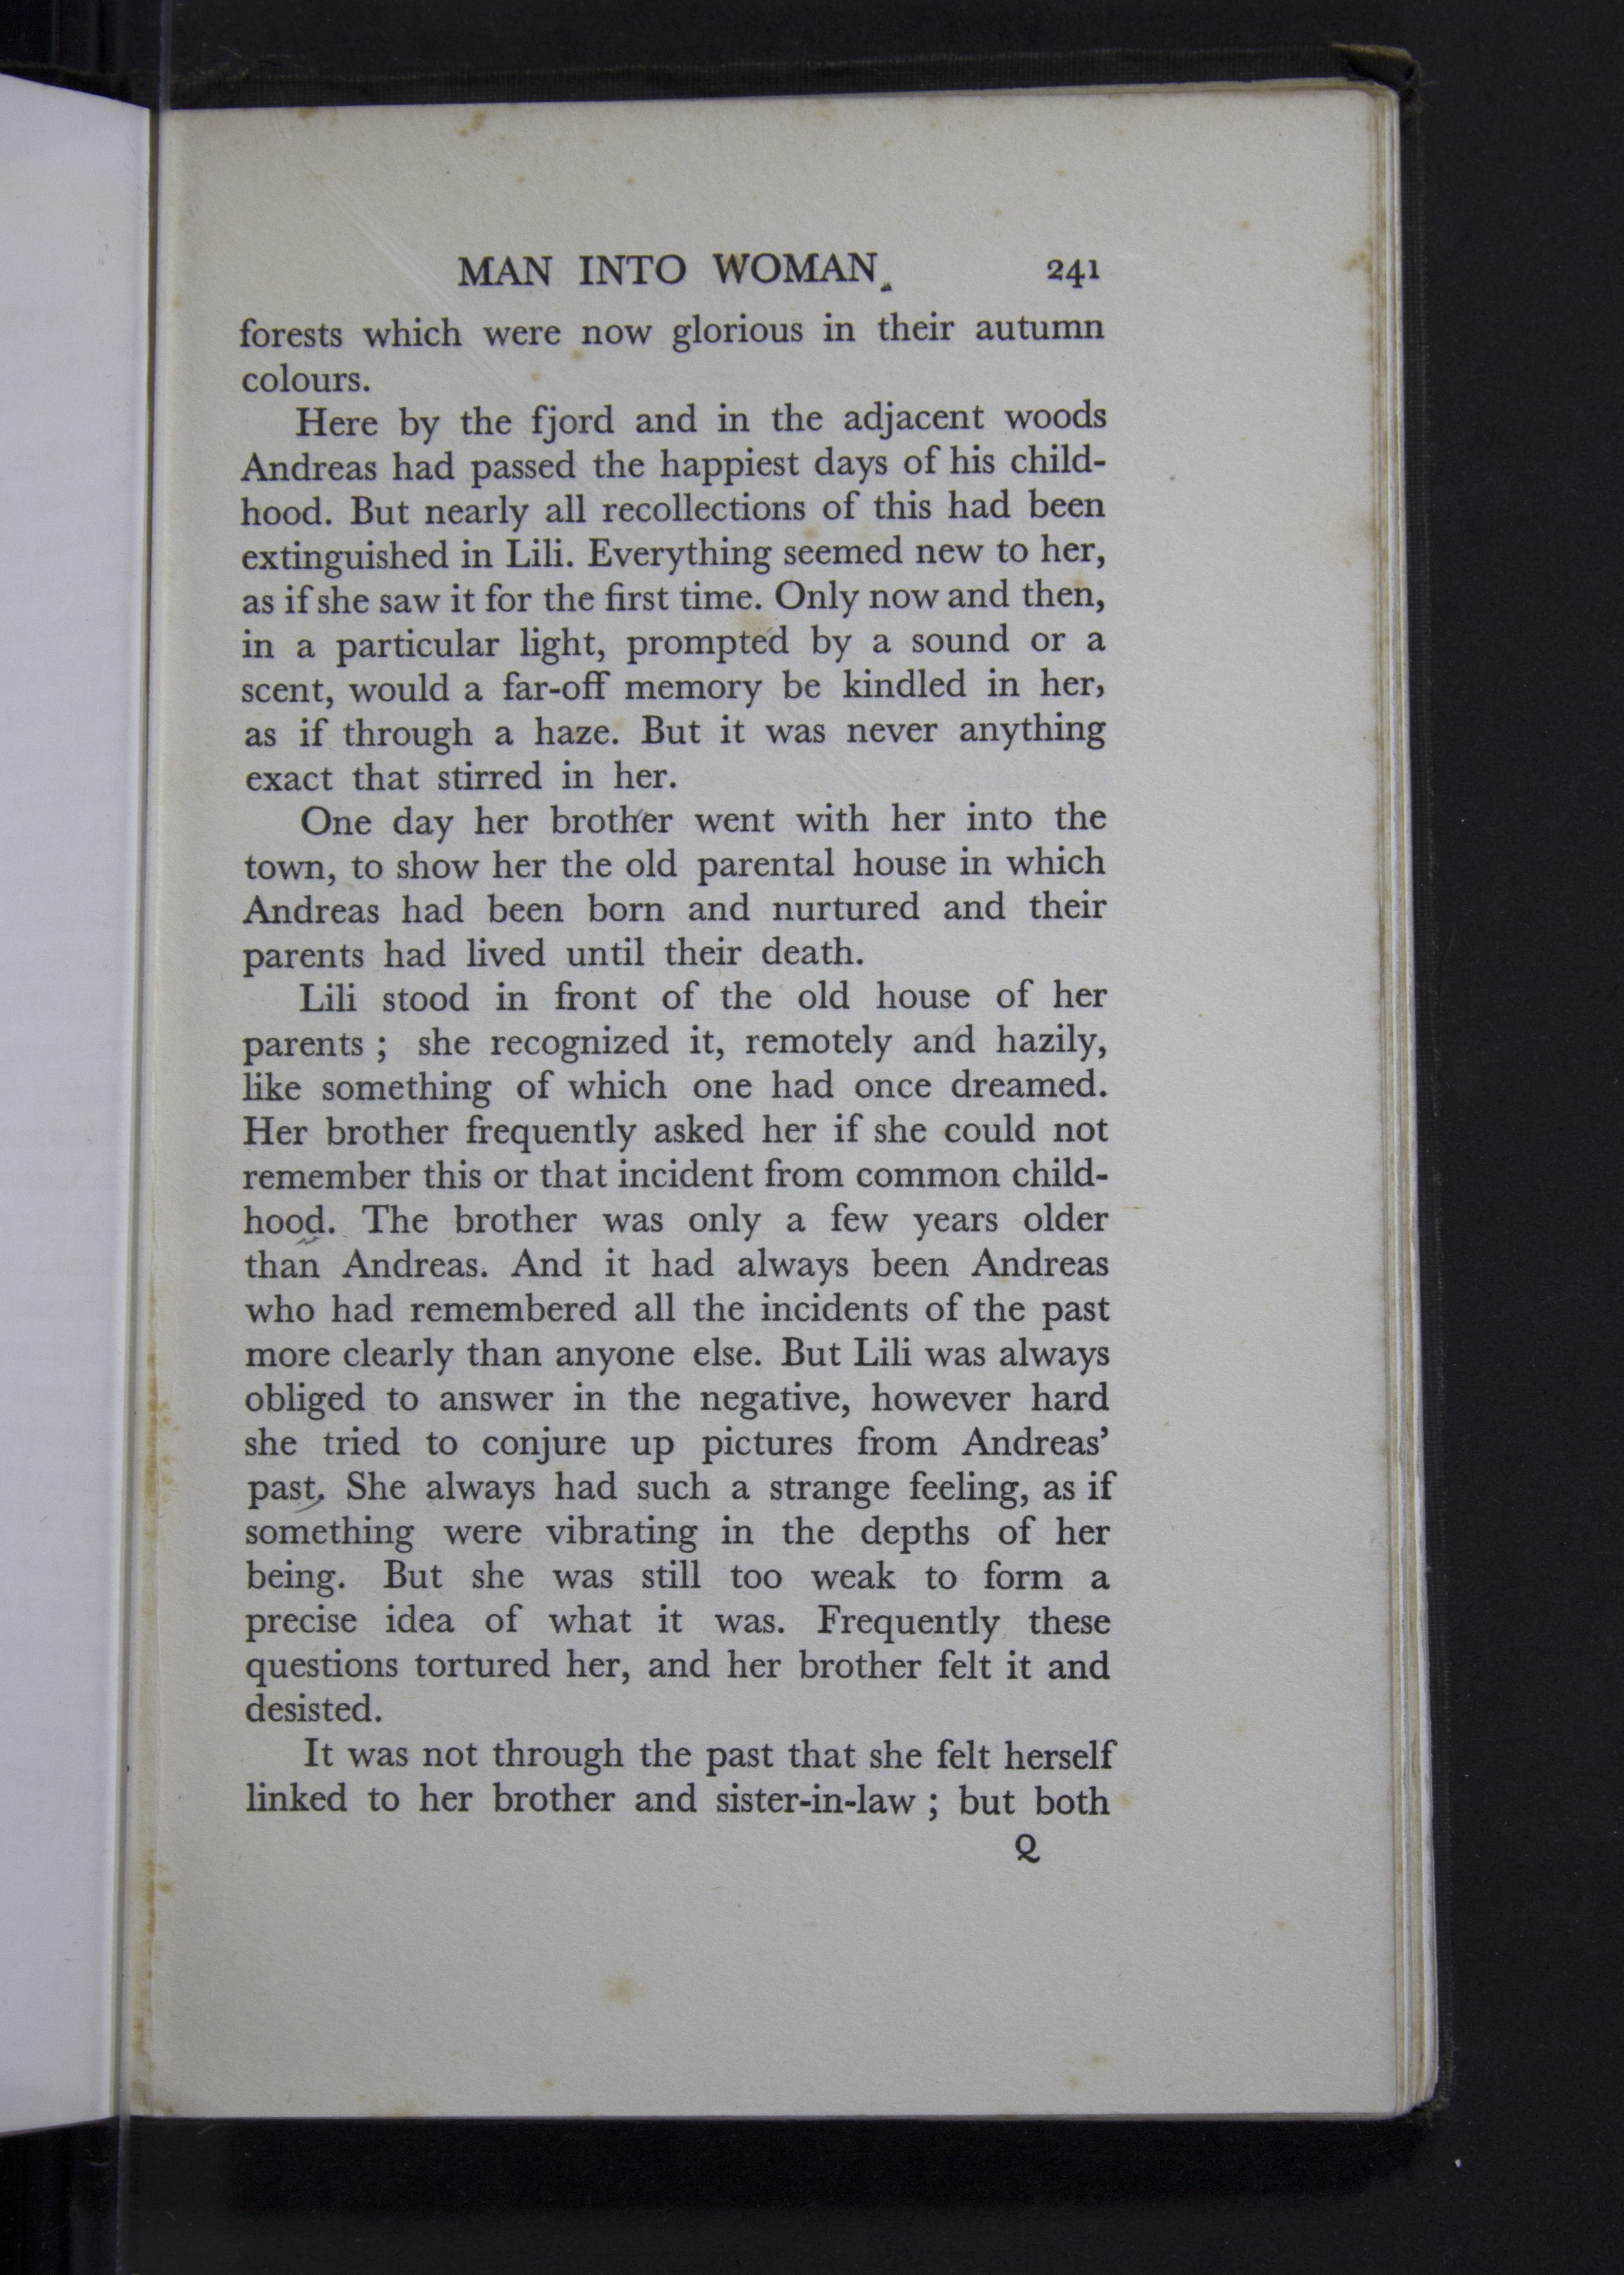 MAN INTO WOMAN 241
forests which were now glorious in their autumn
colours.
Here by the fjord and in the adjacent woods
Andreas had passed the happiest days of his child-
hood. But nearly all recollections of this had been
extinguished in Lili. Everything seemed new to her,
as if she saw it for the first time. Only now and then,
in a particular light, prompted by a sound or a
scent, would a far-off memory be kindled in her,
as if through a haze. But it was never anything
exact that stirred in her.
One day her brother went with her into the
town, to show her the old parental house in which
Andreas had been born and nurtured and their
parents had lived until their death.
Lili stood in front of the old house of her
parents ; she recognized it, remotely and hazily,
like something of which one had once dreamed.
Her brother frequently asked her if she could not
remember this or that incident from common child-
hood. The brother was only a few years older
than Andreas. And it had always been Andreas
who had remembered all the incidents of the past
more clearly than anyone else. But Lili was always
obliged to answer in the negative, however hard
she tried to conjure up pictures from Andreas’
past. She always had such a strange feeling, as if
something were vibrating in the depths of her
being. But she was still too weak to form a
precise idea of what it was. Frequently these
questions tortured her, and her brother felt it and
desisted.
It was not through the past that she felt herself
linked to her brother and sister-in-law ; but both
Q